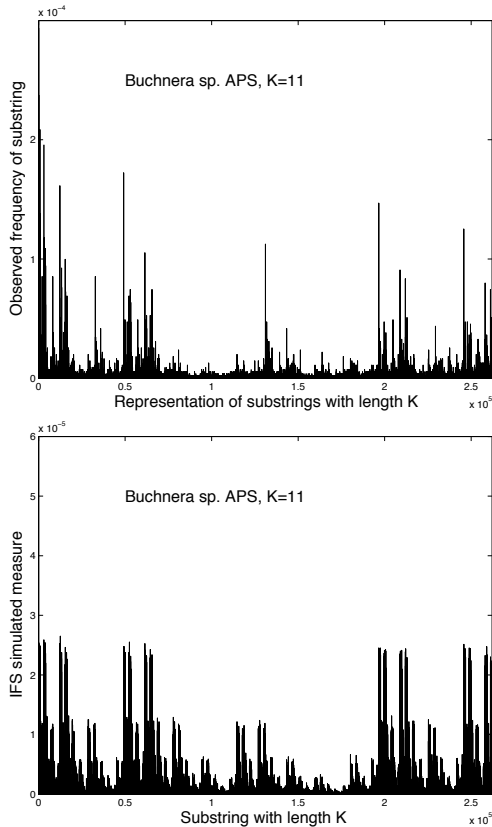 x 10⁻⁴
Buchnera sp. APS, K=11
Observed frequency of substring
2
1
0
0 0.5 1 1.5 2 2.5
x 10⁵
Representation of substrings with length K
x 10⁻⁵
6
Buchnera sp. APS, K=11
5
4
IFS simulated measure
3
2
1
0
0 0.5 1 1.5 2 2.5
x 10⁵
Substring with length K